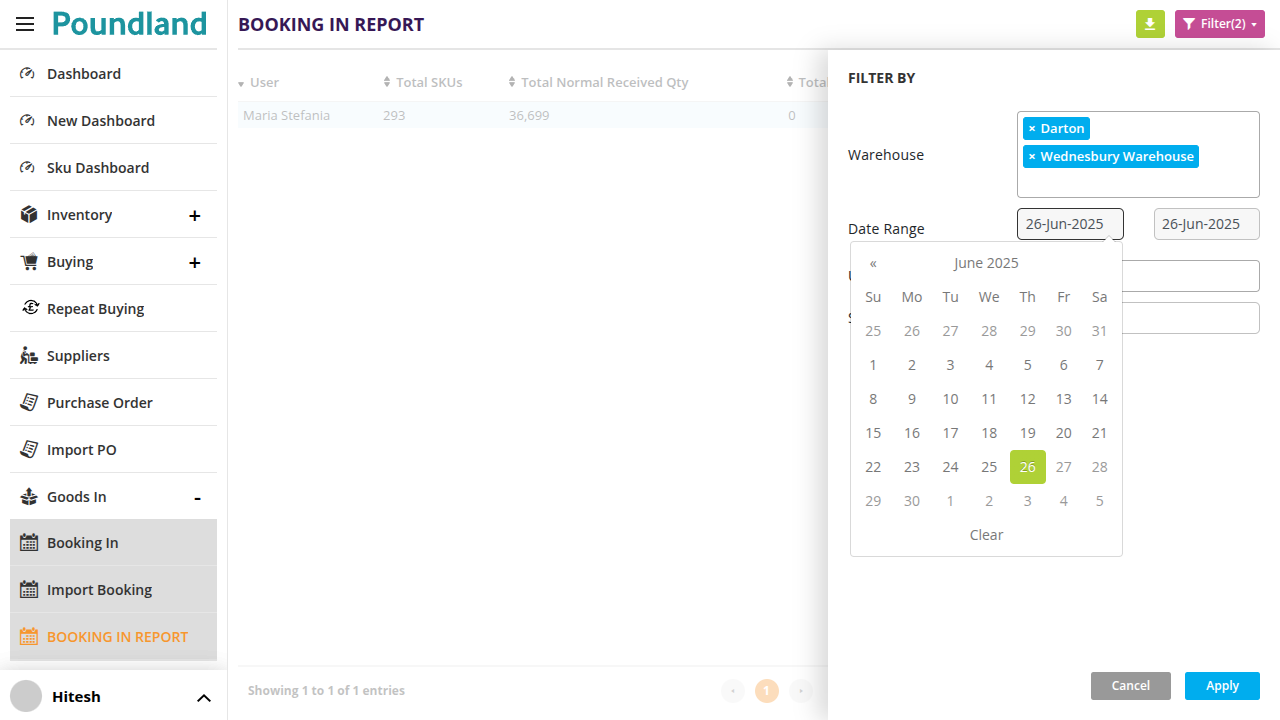 Poundland
Dashboard
New Dashboard
Sku Dashboard
Inventory +
Buying +
Repeat Buying
Suppliers
Purchase Order
Import PO
Goods In -
Booking In
Import Booking
BOOKING IN REPORT
Hitesh
BOOKING IN REPORT
Filter(2)
User Total SKUs Total Normal Received Qty Total
Maria Stefania 293 36,699 0
Showing 1 to 1 of 1 entries
1
FILTER BY
Warehouse
× Darton
× Wednesbury Warehouse
Date Range 26-Jun-2025 26-Jun-2025
« June 2025
Su Mo Tu We Th Fr Sa
25 26 27 28 29 30 31
1 2 3 4 5 6 7
8 9 10 11 12 13 14
15 16 17 18 19 20 21
22 23 24 25 26 27 28
29 30 1 2 3 4 5
Clear
Cancel Apply